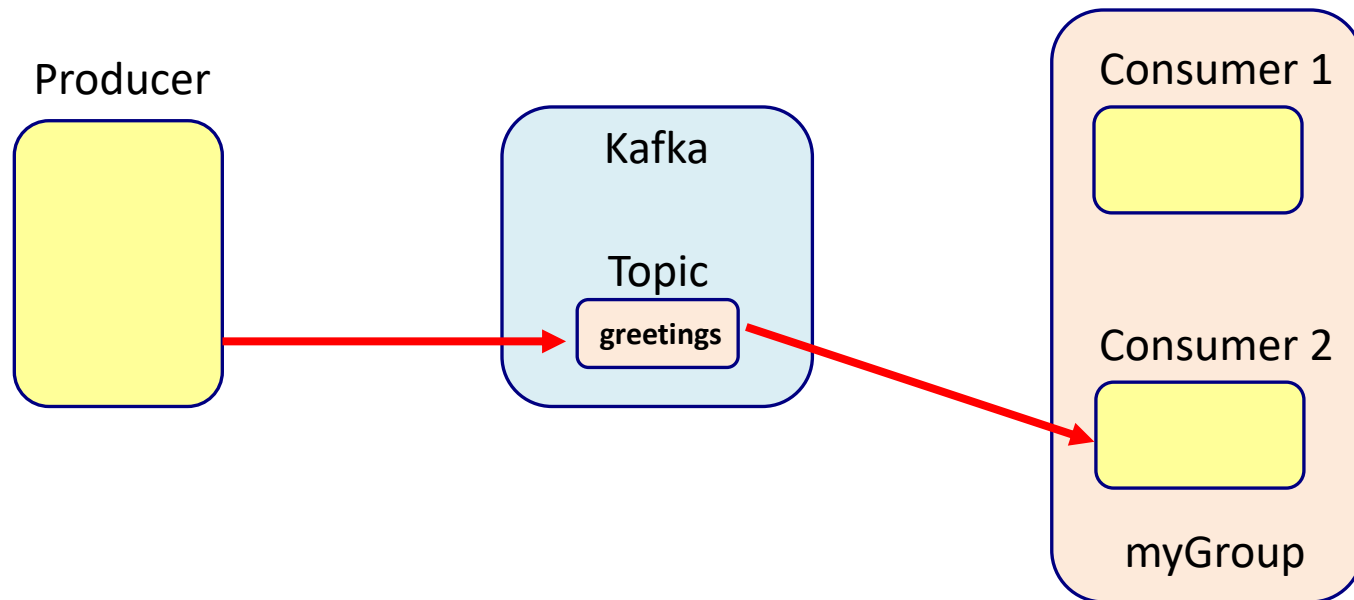 Producer
Kafka
Topic
greetings
Consumer 1
Consumer 2
myGroup